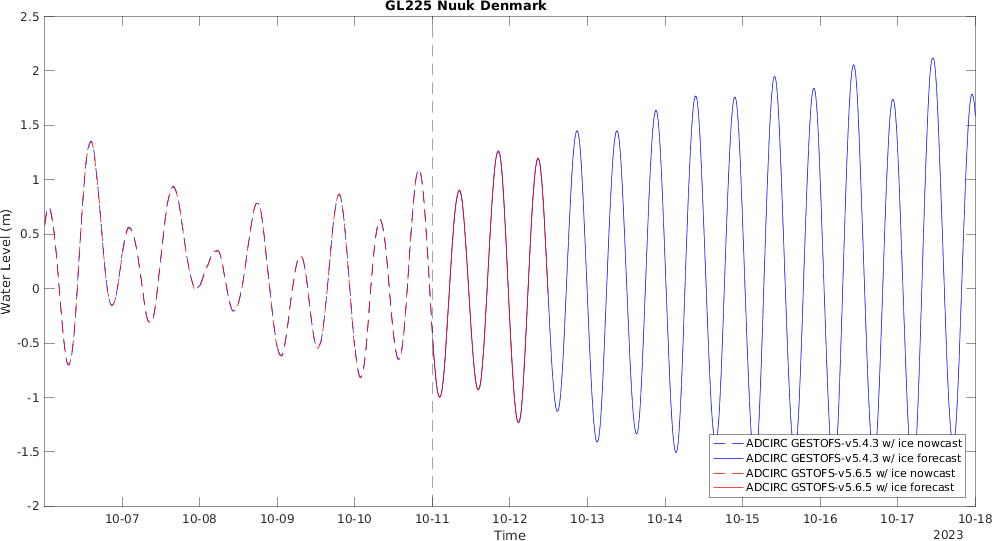 GL225 Nuuk Denmark
2.5
2
1.5
1
0.5
0
-0.5
-1
-1.5
-2
Water Level (m)
ADCIRC GESTOFS-v5.4.3 w/ ice nowcast
ADCIRC GESTOFS-v5.4.3 w/ ice forecast
ADCIRC GSTOFS-v5.6.5 w/ ice nowcast
ADCIRC GSTOFS-v5.6.5 w/ ice forecast
10-07 10-08 10-09 10-10 10-11 10-12 10-13 10-14 10-15 10-16 10-17 10-18
Time
2023